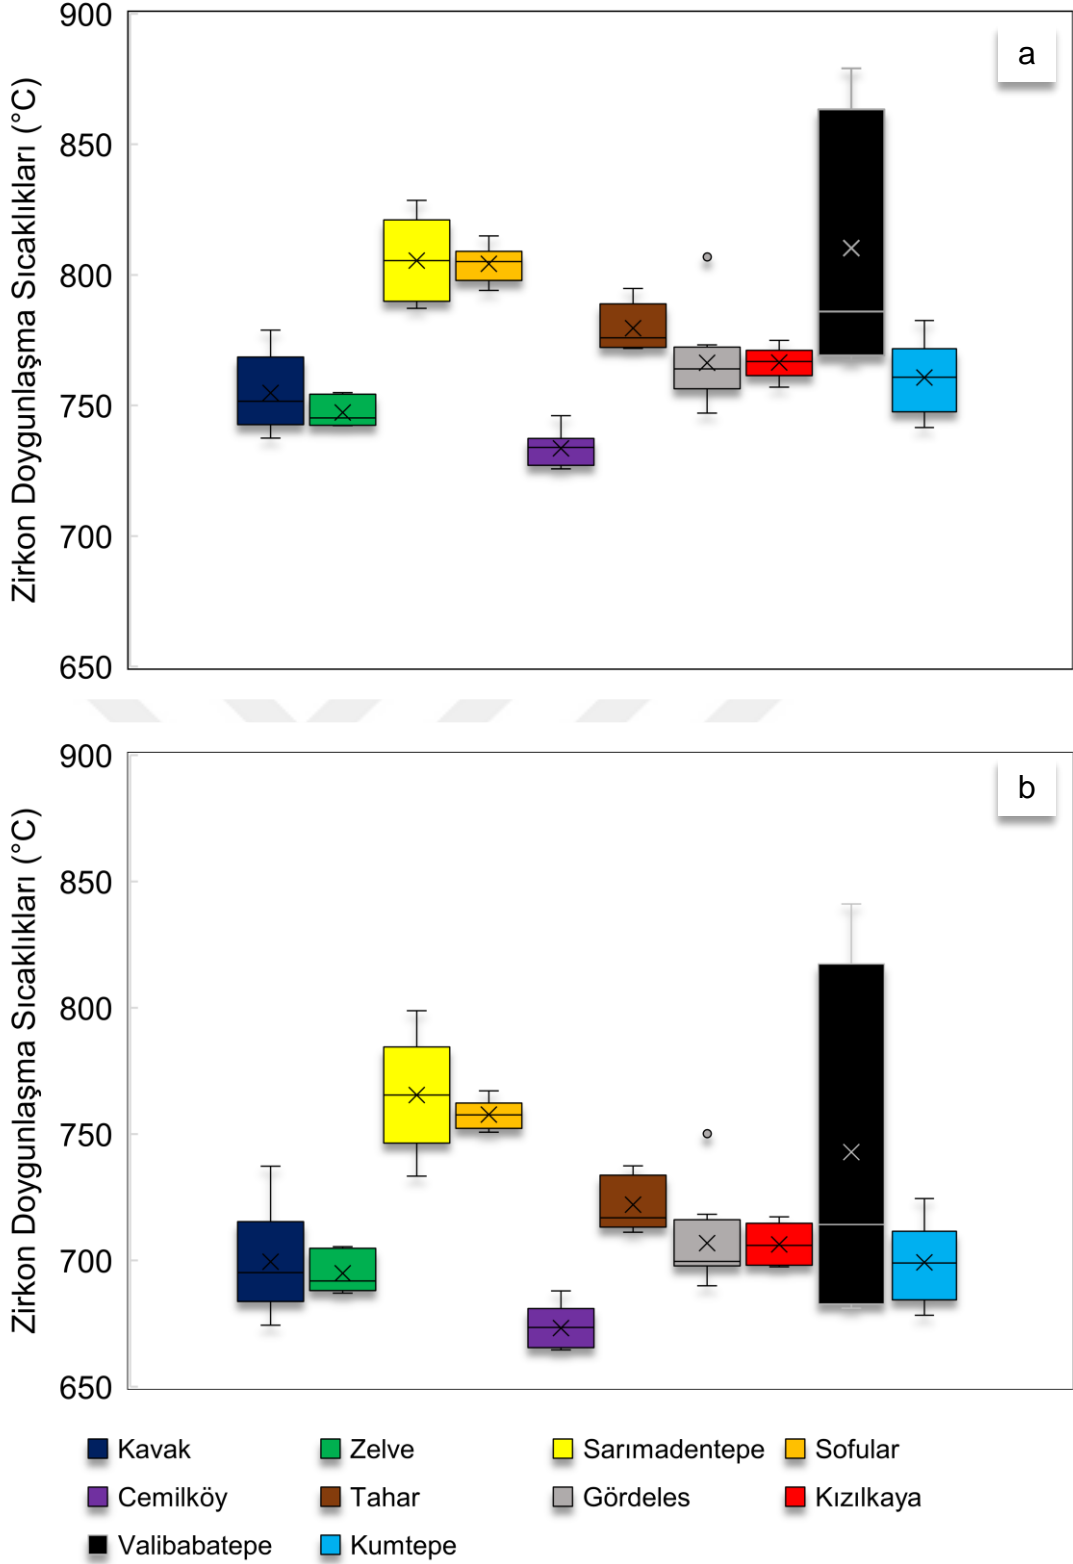 Zirkon Doygunlaşma Sıcaklıkları (°C)
900
850
800
750
700
650
a
Zirkon Doygunlaşma Sıcaklıkları (°C)
900
850
800
750
700
650
b
Kavak Zelve Sarımadentepe Sofular
Cemilköy Tahar Gördeles Kızılkaya
Valibabatepe Kumtepe